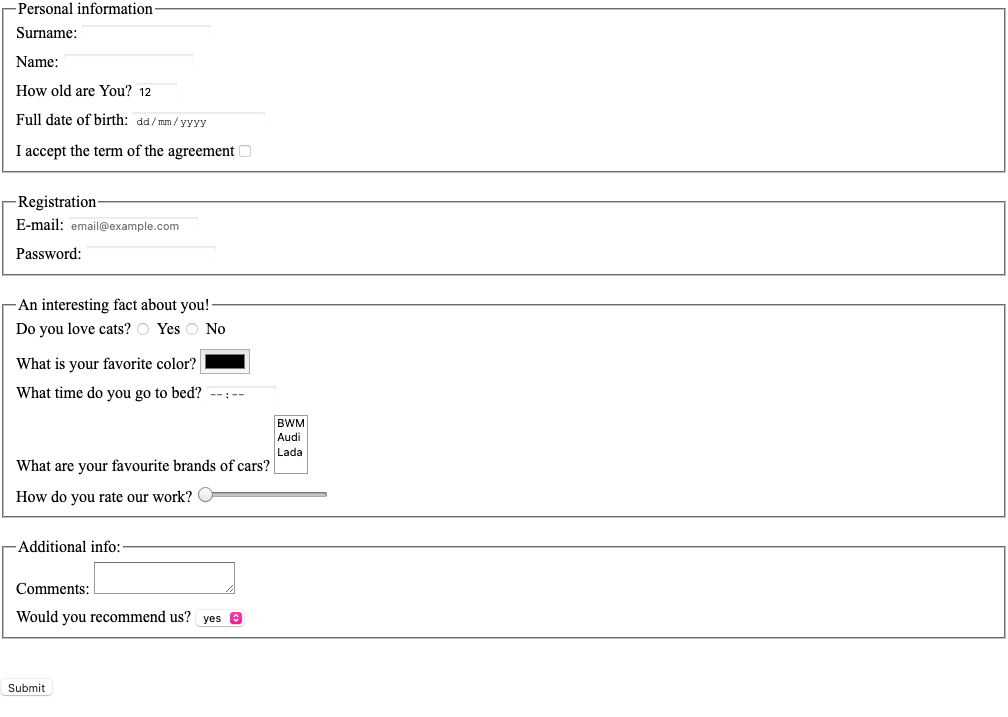 Personal information
Surname:
Name:
How old are You? 12
Full date of birth: dd/mm/yyyy
I accept the term of the agreement
Registration
E-mail: email@example.com
Password:
An interesting fact about you!
Do you love cats? Yes No
What is your favorite color?
What time do you go to bed? --:--
BWM
Audi
Lada
What are your favourite brands of cars?
How do you rate our work?
Additional info:
Comments:
Would you recommend us? yes
Submit